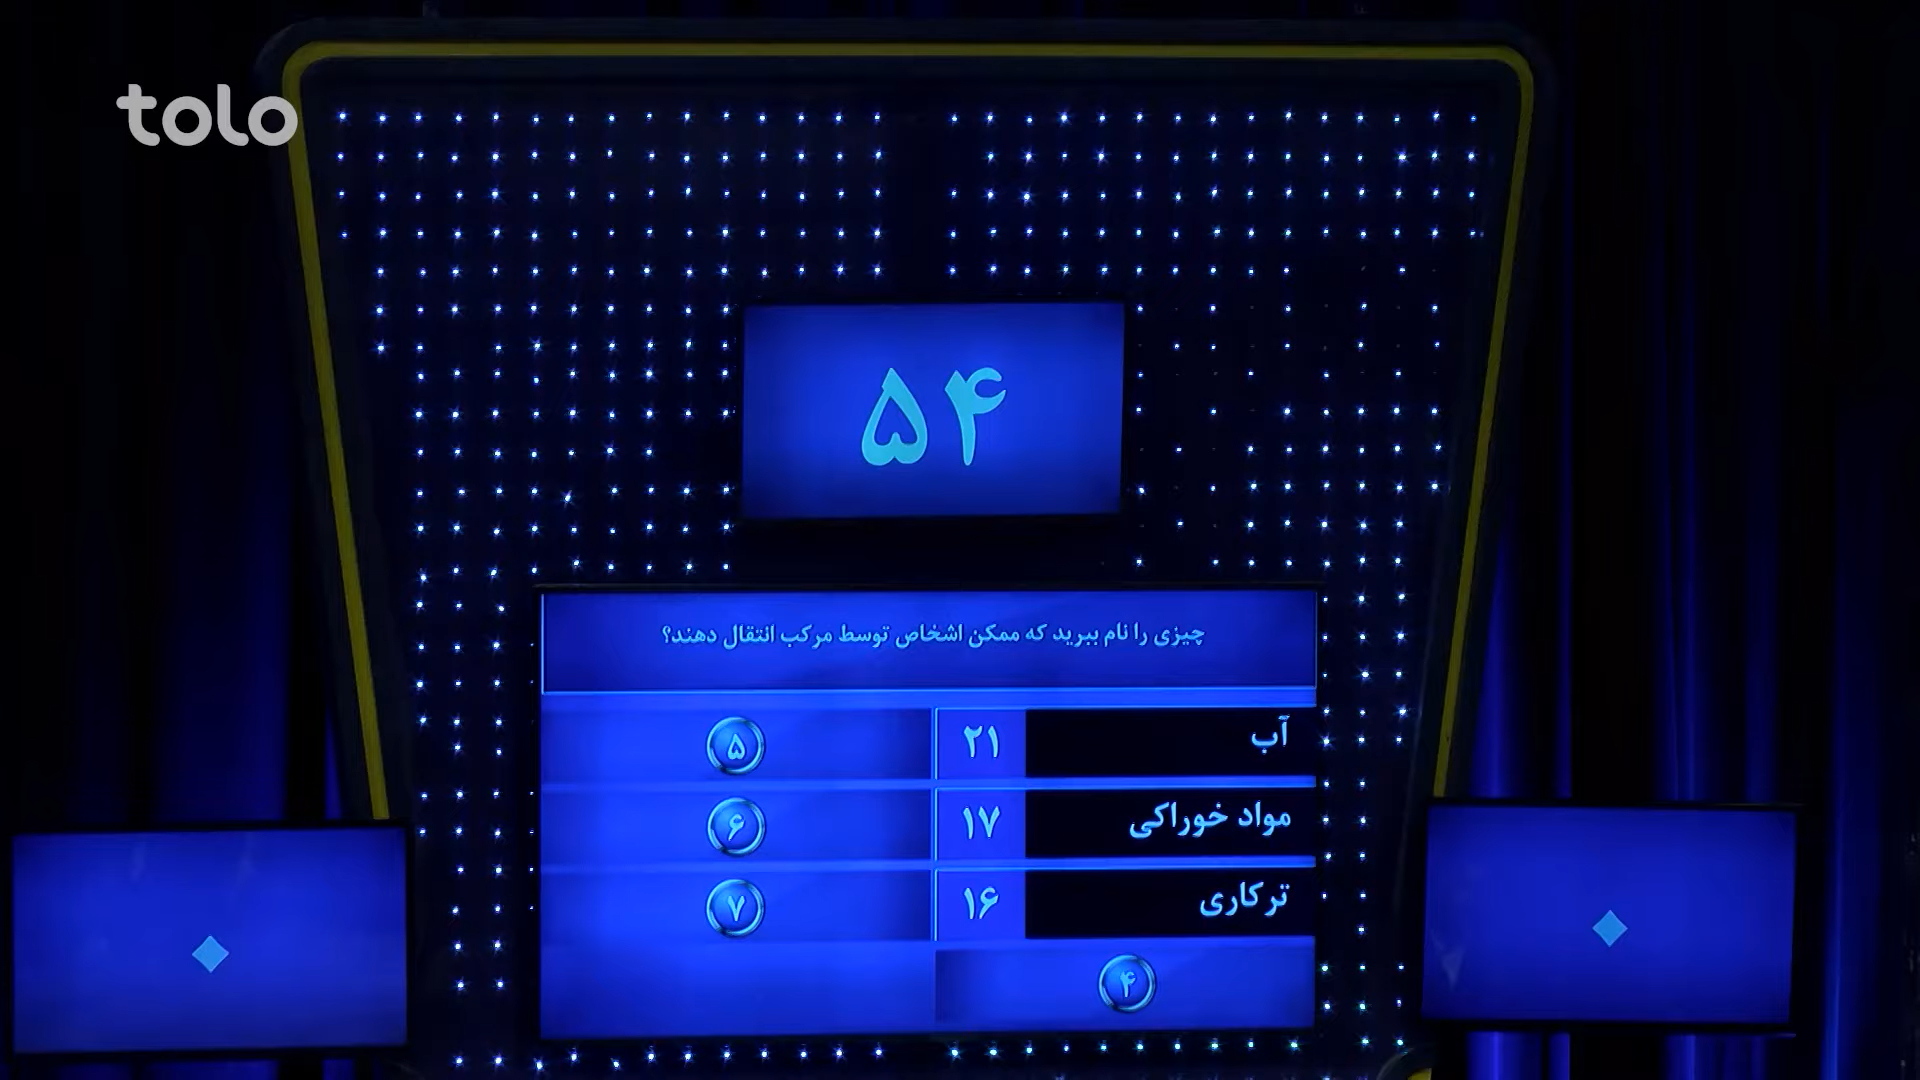 tolo
۵۴
چیزی را نام ببرید که ممکن اشخاص توسط مرکب انتقال دهند؟
آب ۲۱ ۵
مواد خوراکی ۱۷ ۶
ترکاری ۱۶ ۷
۴